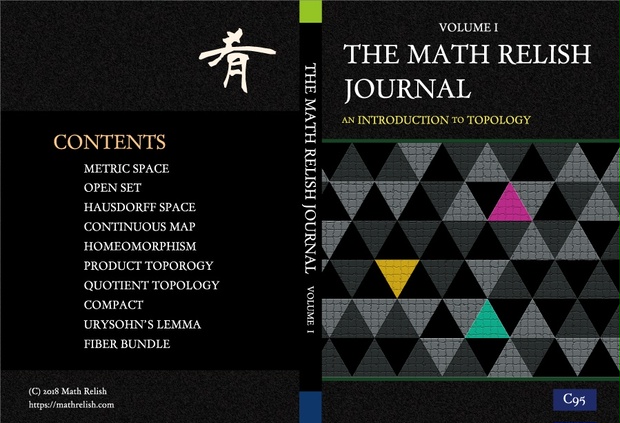 肴
CONTENTS
METRIC SPACE
OPEN SET
HAUSDORFF SPACE
CONTINUOUS MAP
HOMEOMORPHISM
PRODUCT TOPOROGY
QUOTIENT TOPOLOGY
COMPACT
URYSOHN'S LEMMA
FIBER BUNDLE
(C) 2018 Math Relish
https://mathrelish.com
THE MATH RELISH JOURNAL VOLUME I
VOLUME I
THE MATH RELISH
JOURNAL
AN INTRODUCTION TO TOPOLOGY
C95